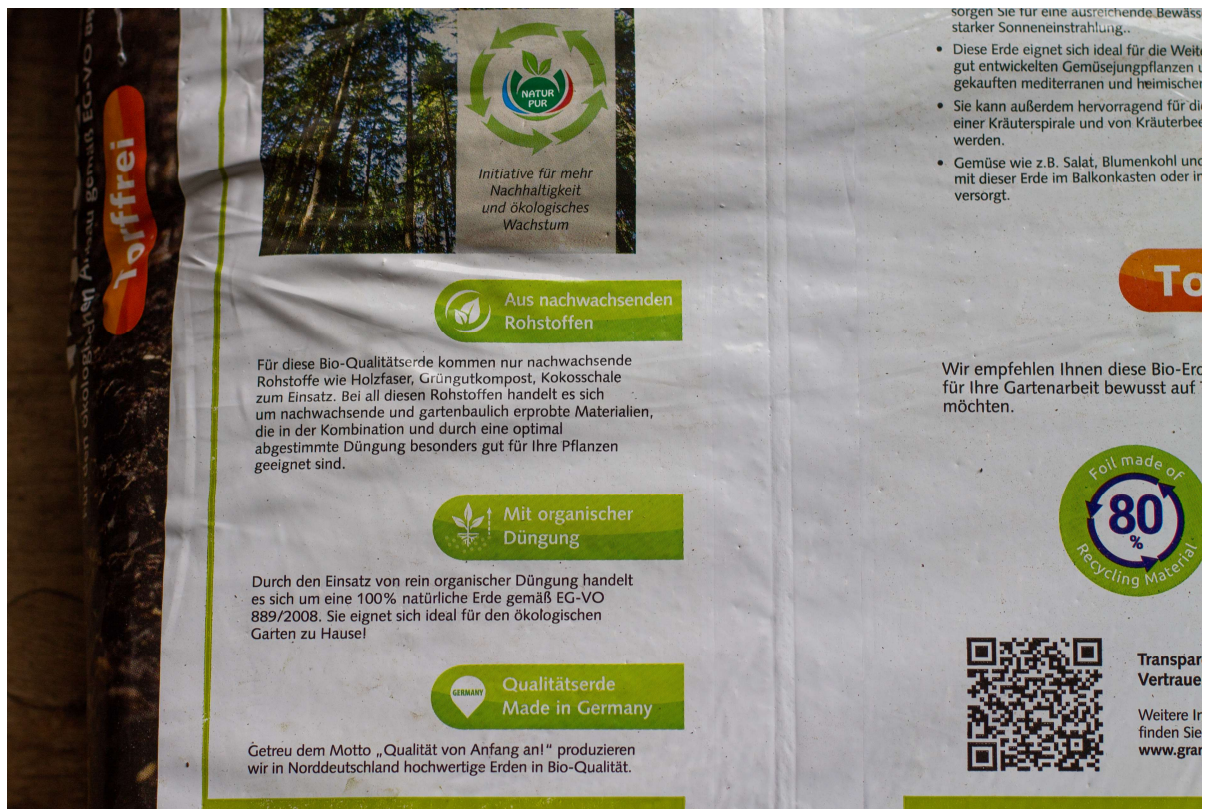 Torffrei
NATUR
PUR
Initiative für mehr
Nachhaltigkeit
und ökologisches
Wachstum
Aus nachwachsenden
Rohstoffen
Für diese Bio-Qualitätserde kommen nur nachwachsende
Rohstoffe wie Holzfaser, Grüngutkompost, Kokosschale
zum Einsatz. Bei all diesen Rohstoffen handelt es sich
um nachwachsende und gartenbaulich erprobte Materialien,
die in der Kombination und durch eine optimal
abgestimmte Düngung besonders gut für Ihre Pflanzen
geeignet sind.
Mit organischer
Düngung
Durch den Einsatz von rein organischer Düngung handelt
es sich um eine 100% natürliche Erde gemäß EG-VO
889/2008. Sie eignet sich ideal für den ökologischen
Garten zu Hause!
GERMANY
Qualitätserde
Made in Germany
Getreu dem Motto „Qualität von Anfang an!“ produzieren
wir in Norddeutschland hochwertige Erden in Bio-Qualität.
sorgen Sie für eine ausreichende
starker Sonneneinstrahlung..
• Diese Erde eignet sich ideal für die
gut entwickelten Gemüsejungpflanzen
gekauften mediterranen und
• Sie kann außerdem hervorragend für
einer Kräuterspirale und von
werden.
• Gemüse wie z.B. Salat, Blumenkohl
mit dieser Erde im Balkonkasten oder
versorgt.
Wir empfehlen Ihnen diese
für Ihre Gartenarbeit bewusst auf
möchten.
Foil made of
80
%
Recycling Material
Weitere
finden Sie